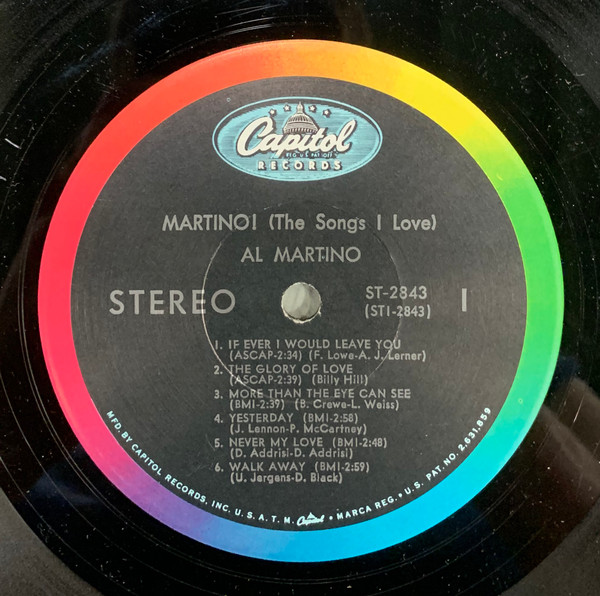 Capitol
RECORDS
MARTINO! (The Songs I Love)
AL MARTINO
STEREO
ST-2843
(ST1-2843)
1
1. IF EVER I WOULD LEAVE YOU
(ASCAP-2:34) (F. Lowe-A. J. Lerner)
2. THE GLORY OF LOVE
(ASCAP-2:39) (Billy Hill)
3. MORE THAN THE EYE CAN SEE
(BMI-2:39) (B. Crewe-L. Weiss)
4. YESTERDAY (BMI-2:58)
(J. Lennon-P. McCartney)
5. NEVER MY LOVE (BMI-2:48)
(D. Addrisi-D. Addrisi)
6. WALK AWAY (BMI-2:59)
(U. Jergens-D. Black)
MFD. BY CAPITOL RECORDS, INC. U. S. A. T. M. Capitol • MARCA REG. • U. S. PAT. NO. 2,631,859